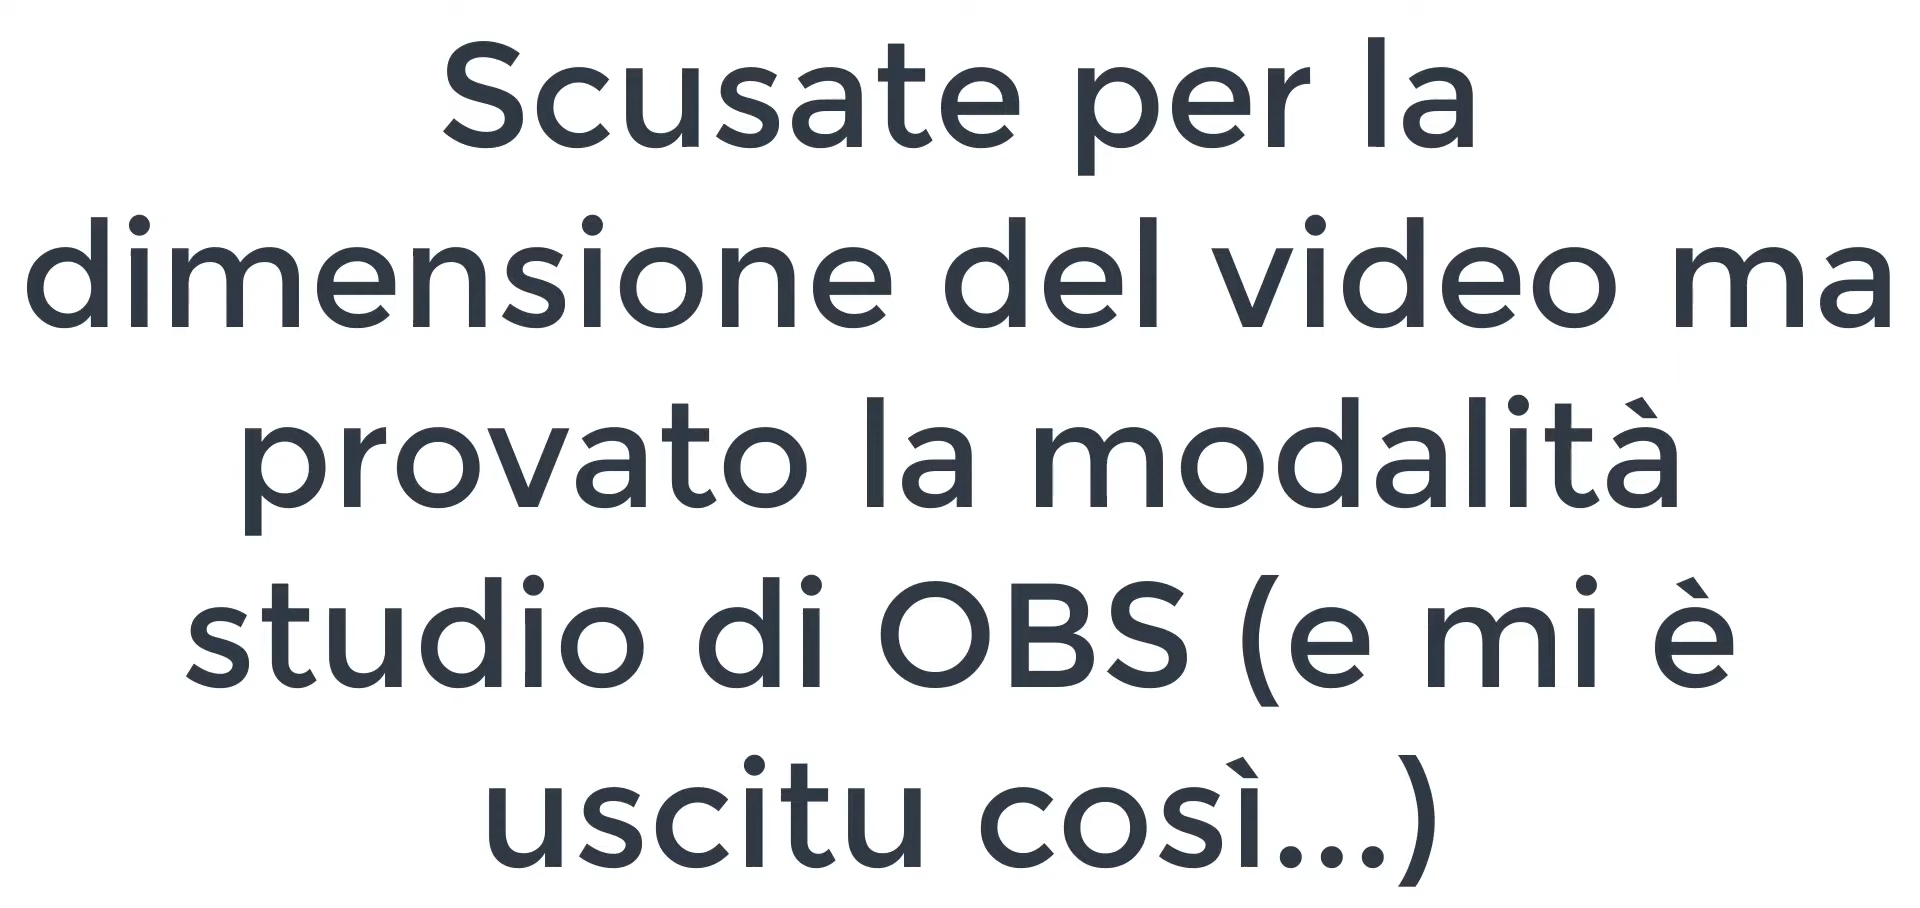 Scusate per la
dimensione del video ma
provato la modalità
studio di OBS (e mi è
uscitu così...)